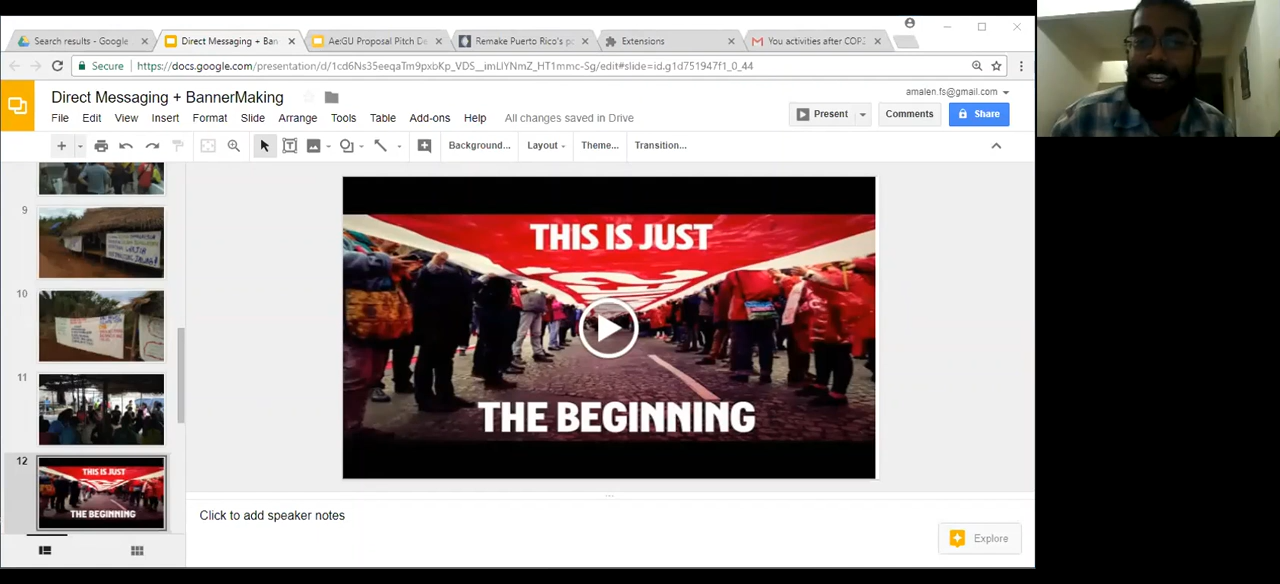 Search results - Google
Direct Messaging + Ban
Ae:GU Proposal Pitch De
Remake Puerto Rico's po
Extensions
You activities after COP2
Secure
https://docs.google.com/presentation/d/1cd6Ns35eeqaTm9pxbKp_VDS__imLIYNmZ_HT1mmc-Sg/edit#slide=id.g1d751947f1_0_44
Direct Messaging + BannerMaking
amalen.fs@gmail.com
File Edit View Insert Format Slide Arrange Tools Table Add-ons Help All changes saved in Drive
Present
Comments
Share
Background... Layout Theme... Transition...
9
10
11
12
THIS IS JUST
THE BEGINNING
THIS IS JUST
THE BEGINNING
Click to add speaker notes
Explore